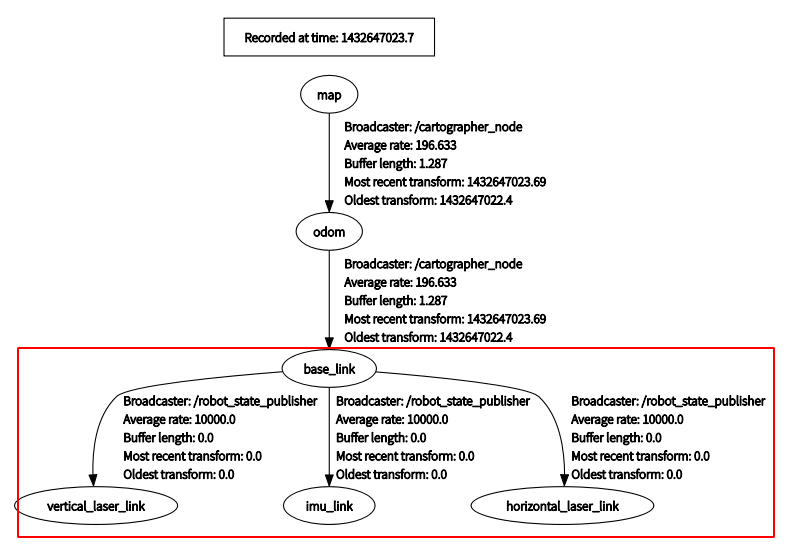 Recorded at time: 1432647023.7
map
Broadcaster: /cartographer_node
Average rate: 196.633
Buffer length: 1.287
Most recent transform: 1432647023.69
Oldest transform: 1432647022.4
odom
Broadcaster: /cartographer_node
Average rate: 196.633
Buffer length: 1.287
Most recent transform: 1432647023.69
Oldest transform: 1432647022.4
base_link
Broadcaster: /robot_state_publisher
Average rate: 10000.0
Buffer length: 0.0
Most recent transform: 0.0
Oldest transform: 0.0
Broadcaster: /robot_state_publisher
Average rate: 10000.0
Buffer length: 0.0
Most recent transform: 0.0
Oldest transform: 0.0
Broadcaster: /robot_state_publisher
Average rate: 10000.0
Buffer length: 0.0
Most recent transform: 0.0
Oldest transform: 0.0
vertical_laser_link
imu_link
horizontal_laser_link